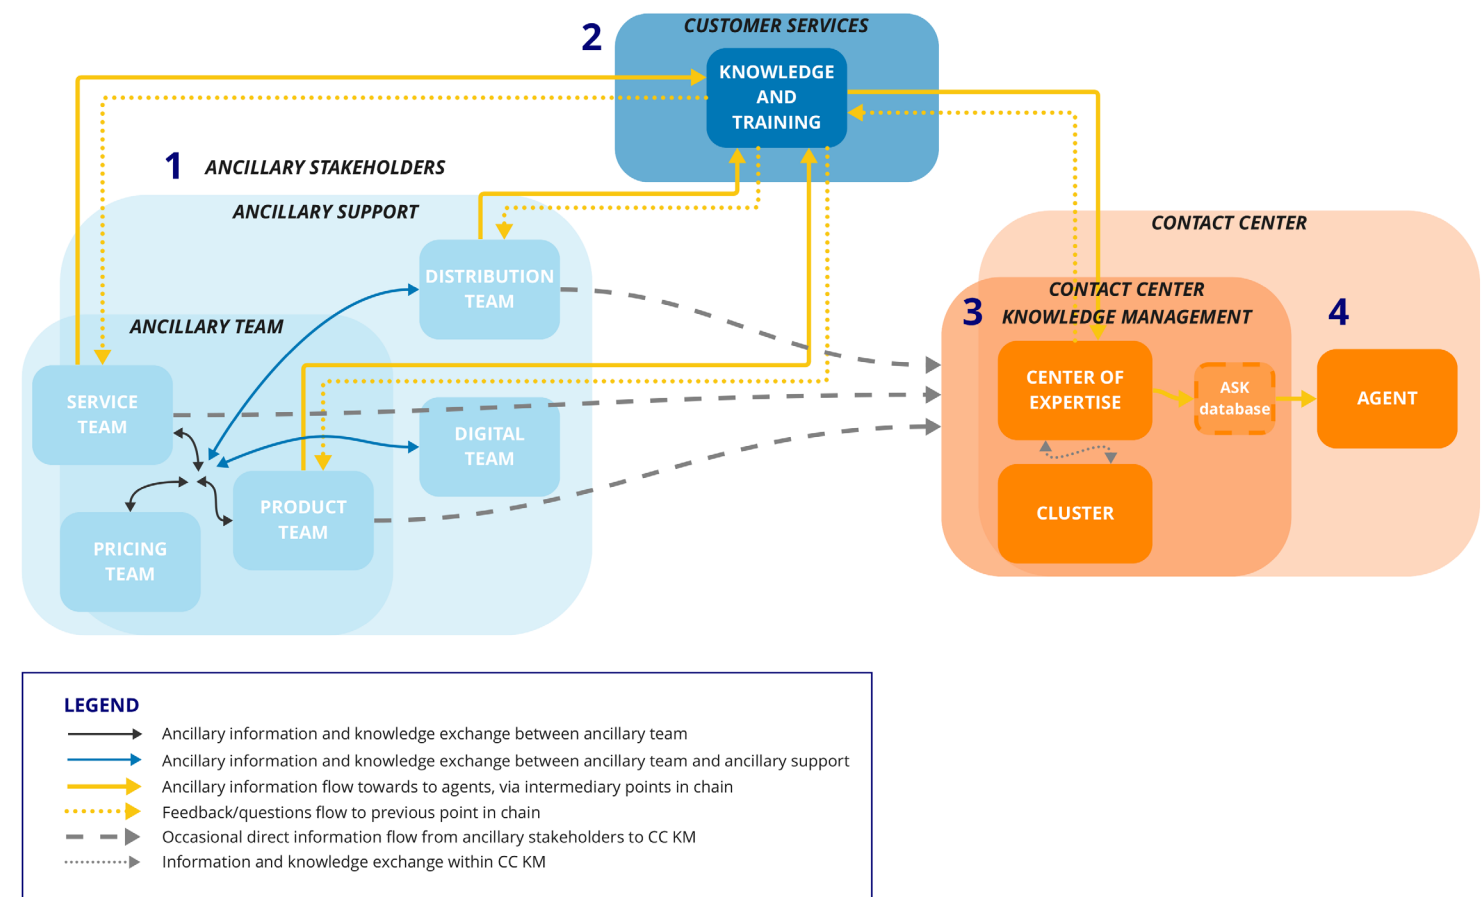 2
CUSTOMER SERVICES
KNOWLEDGE
AND
TRAINING
1
ANCILLARY STAKEHOLDERS
ANCILLARY SUPPORT
DISTRIBUTION
TEAM
ANCILLARY TEAM
SERVICE
TEAM
DIGITAL
TEAM
PRODUCT
TEAM
PRICING
TEAM
CONTACT CENTER
3
CONTACT CENTER
KNOWLEDGE MANAGEMENT
4
CENTER OF
EXPERTISE
ASK
database
AGENT
CLUSTER
LEGEND
Ancillary information and knowledge exchange between ancillary team
Ancillary information and knowledge exchange between ancillary team and ancillary support
Ancillary information flow towards to agents, via intermediary points in chain
Feedback/questions flow to previous point in chain
Occasional direct information flow from ancillary stakeholders to CC KM
Information and knowledge exchange within CC KM